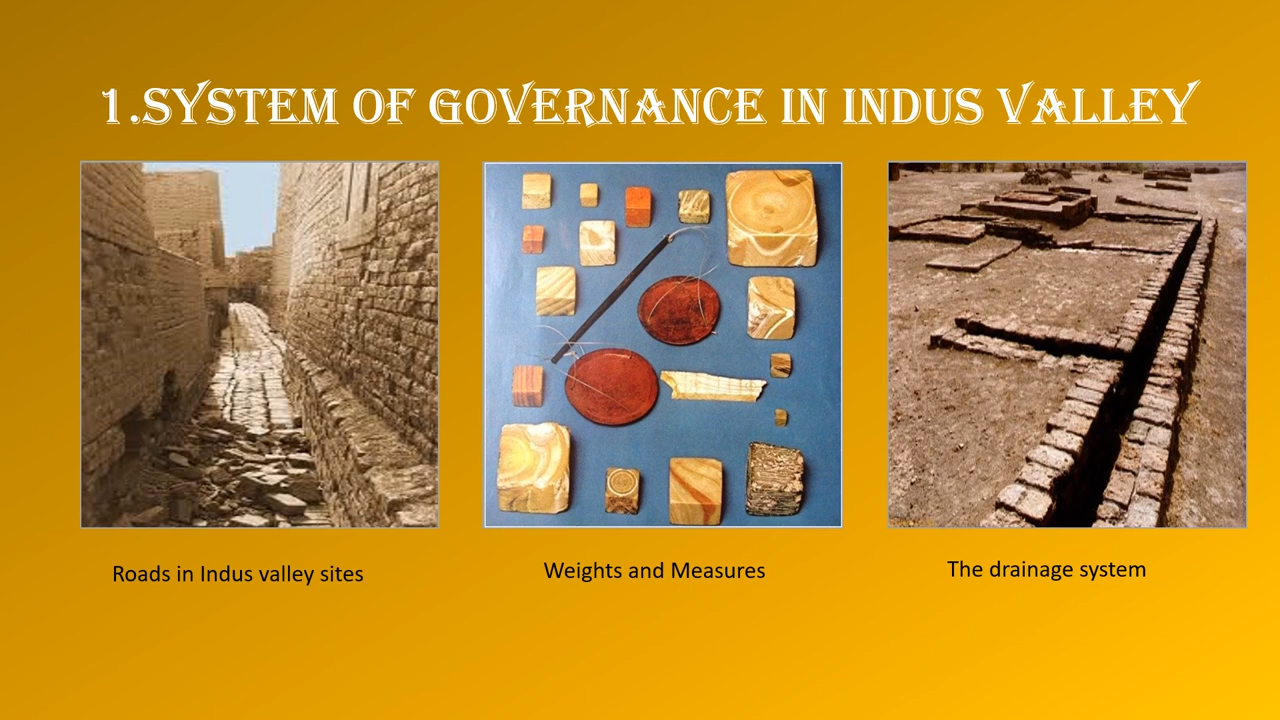 1.SYSTEM OF GOVERNANCE IN INDUS VALLEY
Roads in Indus valley sites
Weights and Measures
The drainage system